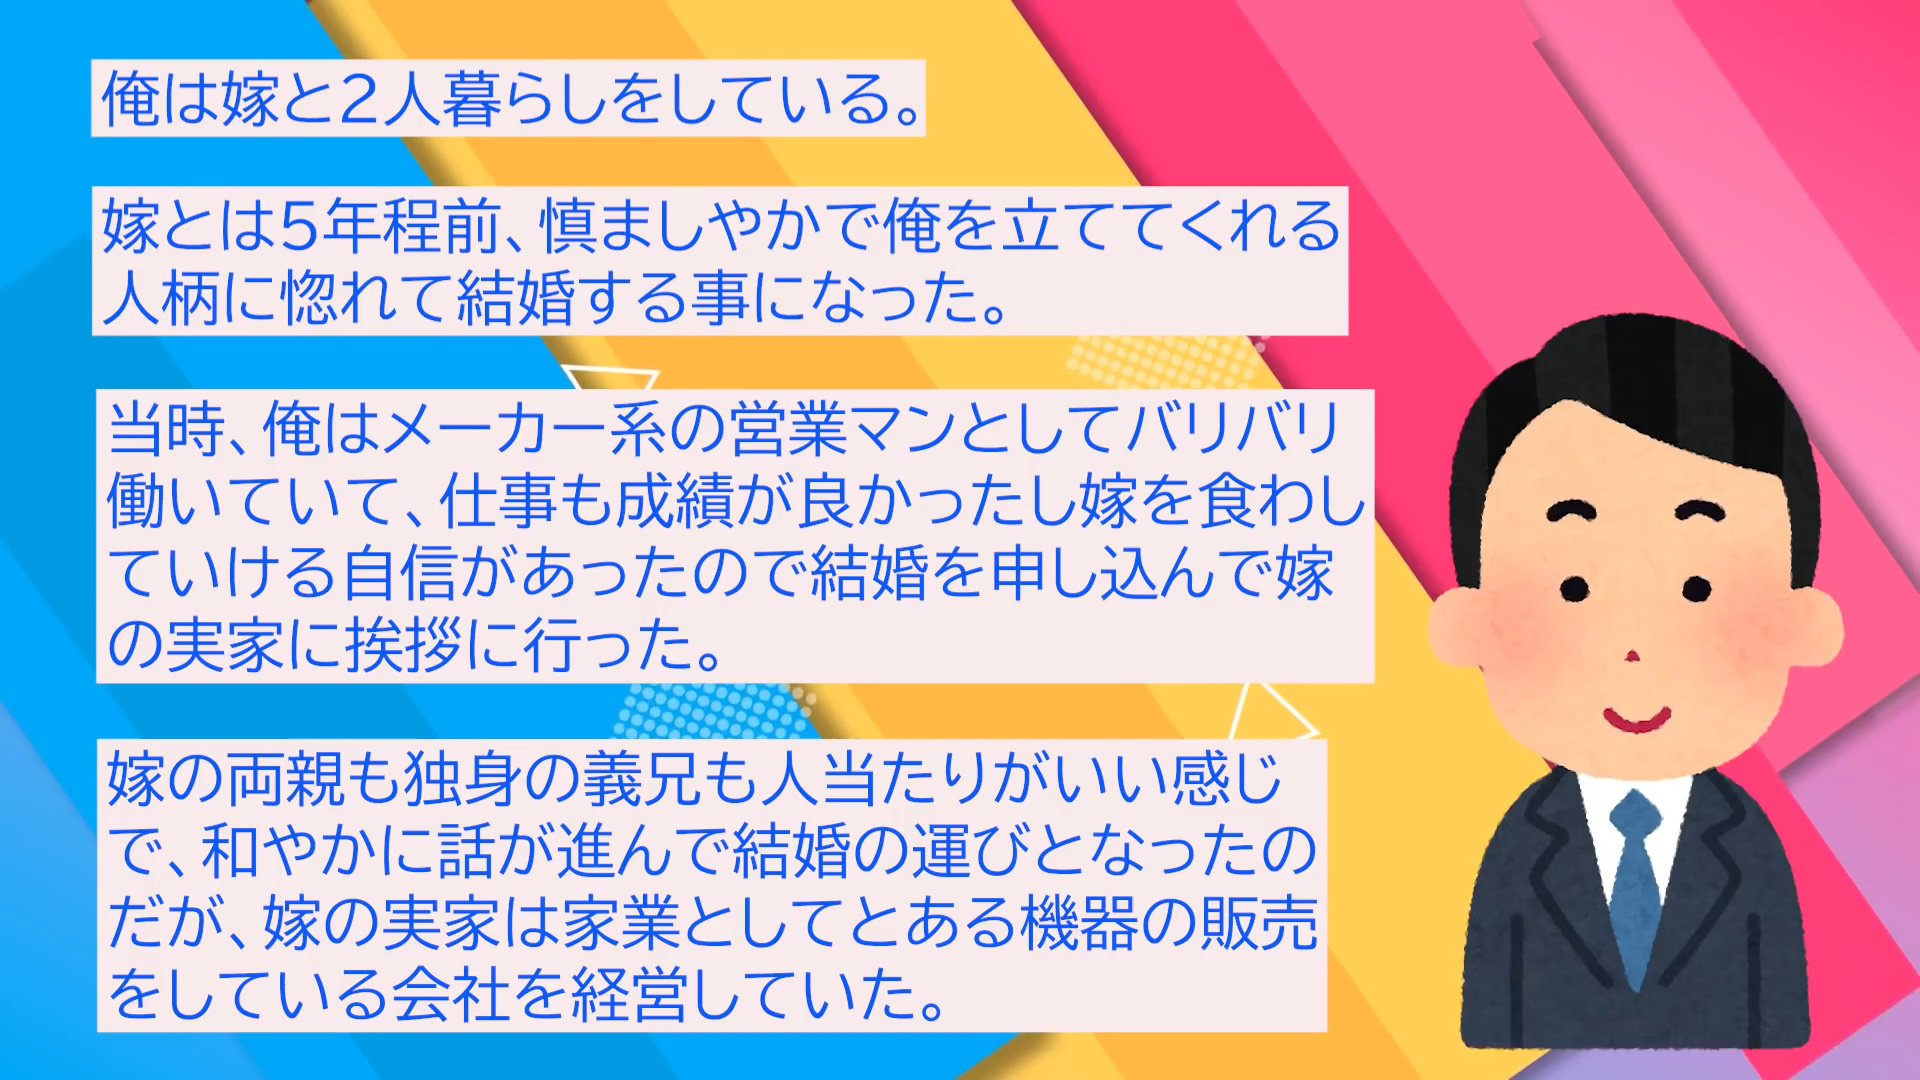 俺は嫁と2人暮らしをしている。
嫁とは5年程前、慎ましやかで俺を立ててくれる
人柄に惚れて結婚する事になった。
当時、俺はメーカー系の営業マンとしてバリバリ
働いていて、仕事も成績が良かったし嫁を食わし
ていける自信があったので結婚を申し込んで嫁
の実家に挨拶に行った。
嫁の両親も独身の義兄も人当たりがいい感じ
で、和やかに話が進んで結婚の運びとなったの
だが、嫁の実家は家業としてとある機器の販売
をしている会社を経営していた。